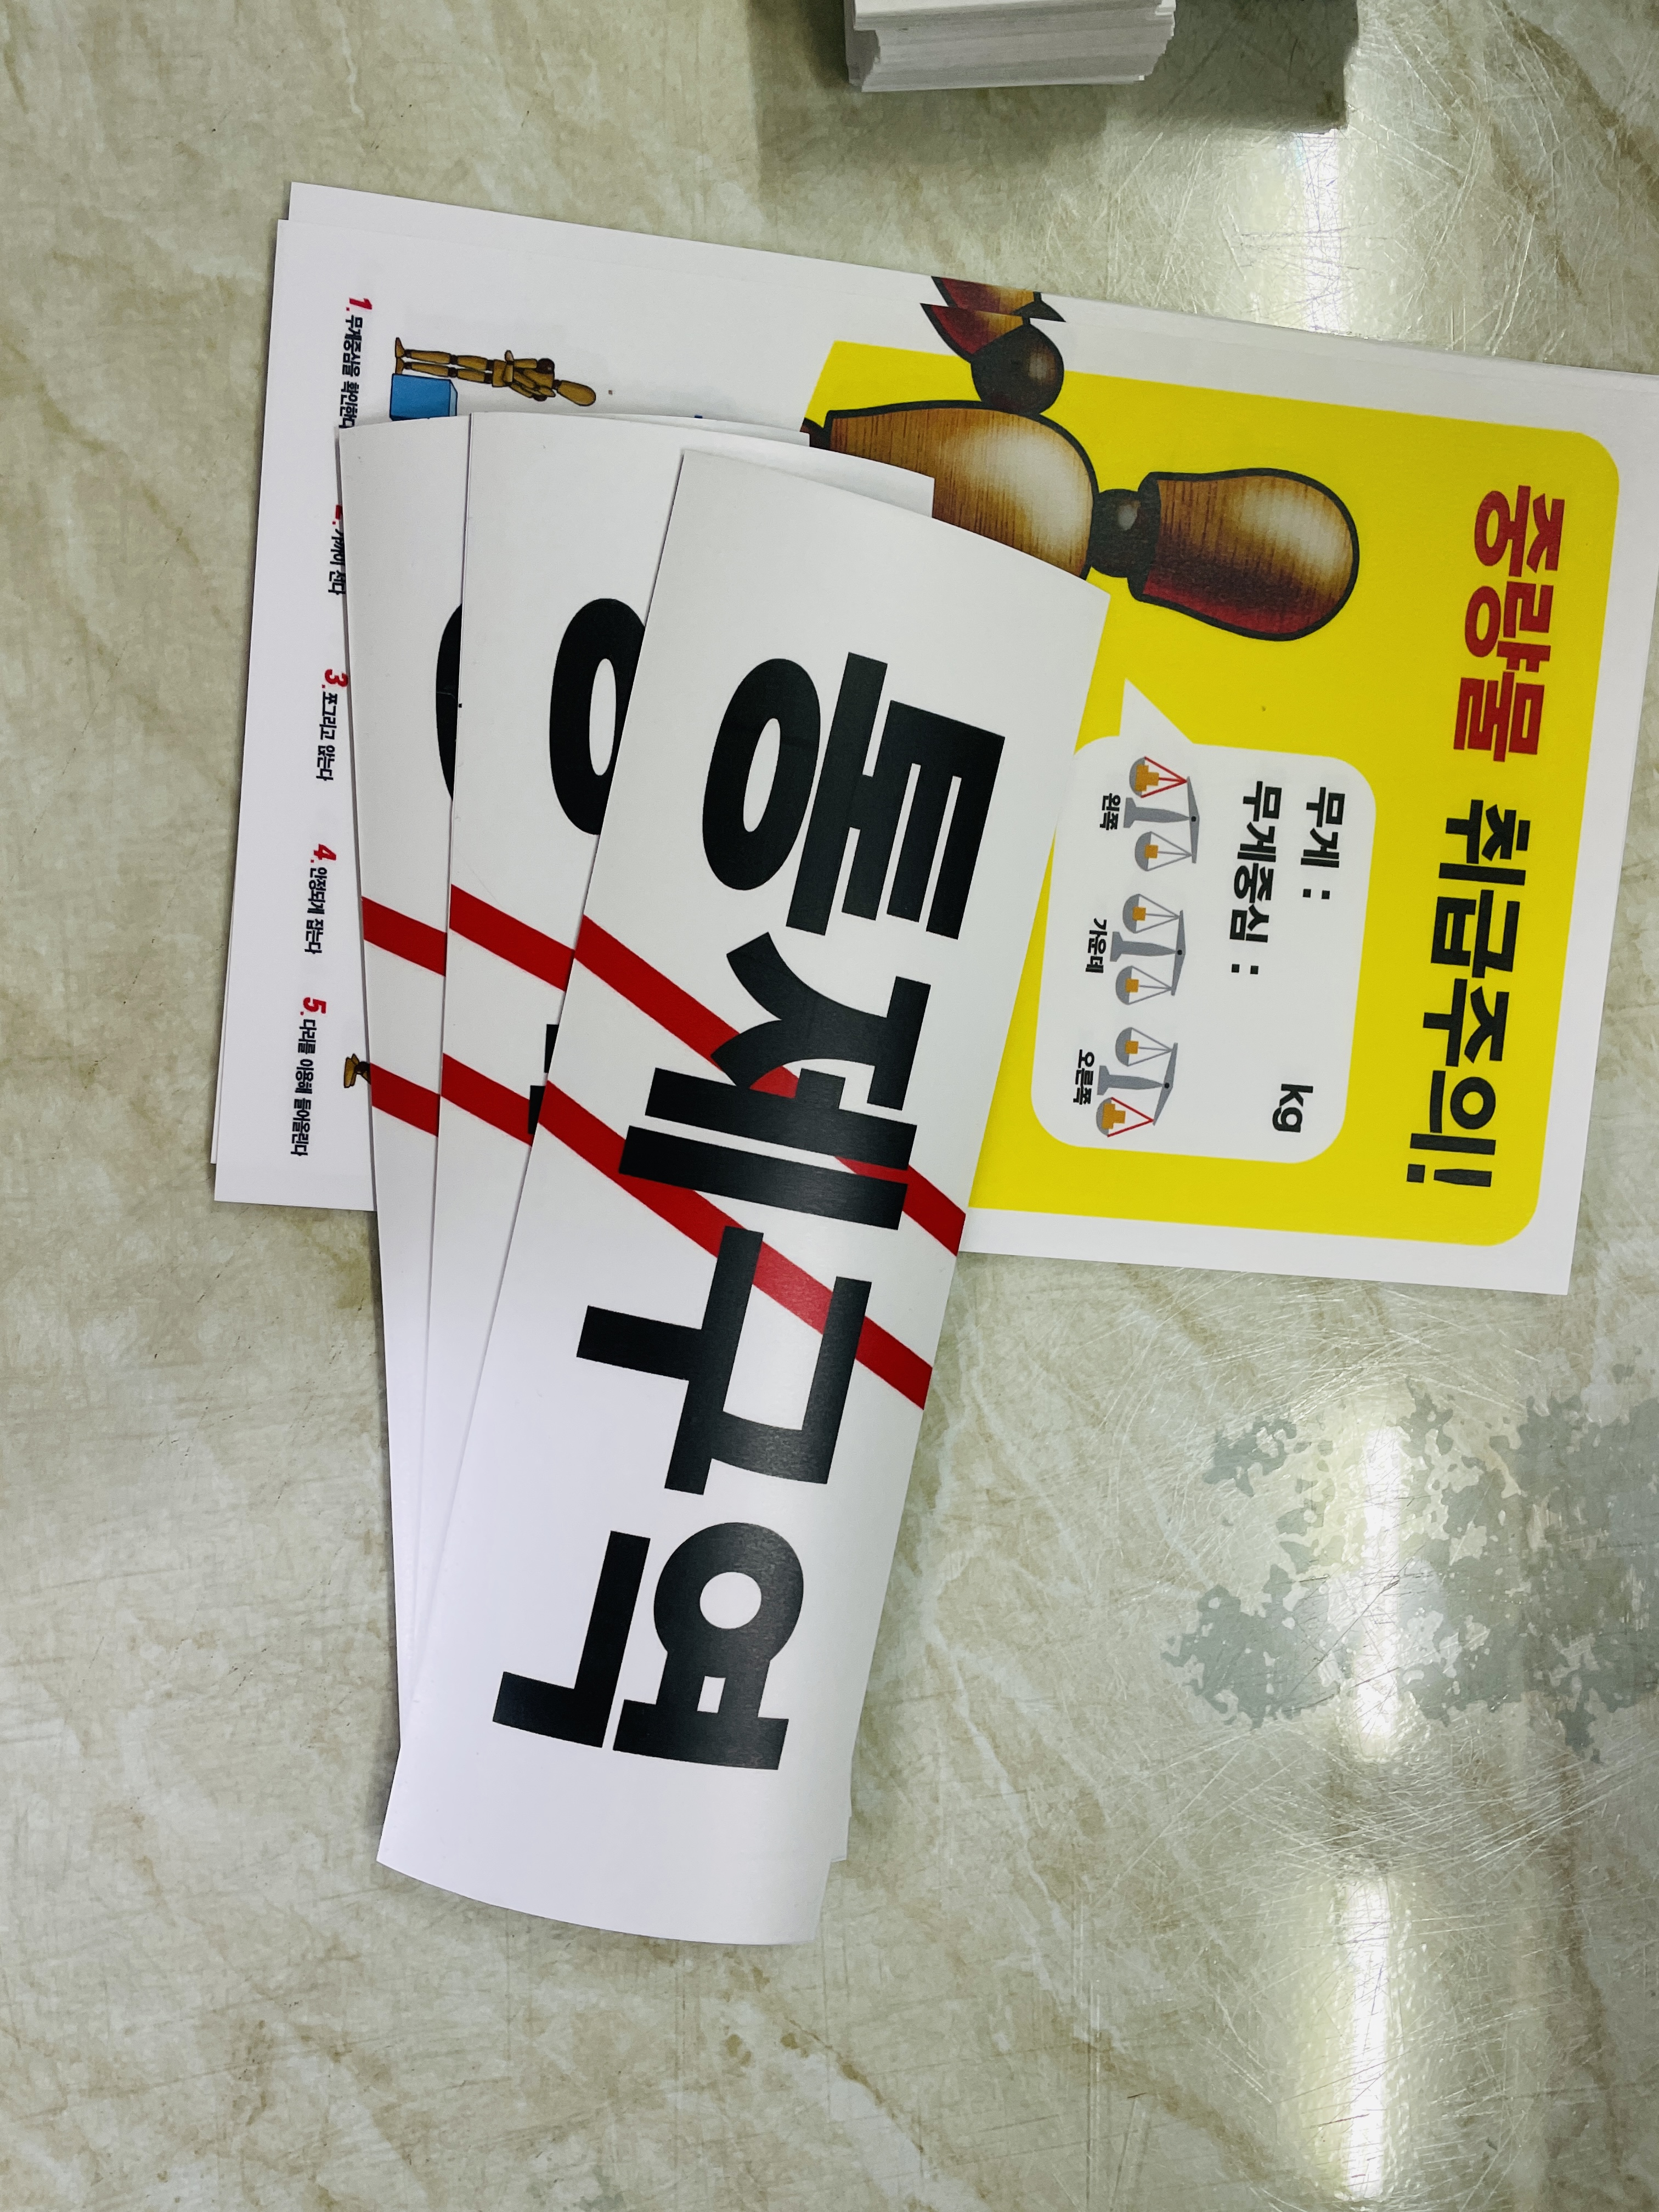 중량물 취급주의!
무게 : kg
무게중심 :
왼쪽 가운데 오른쪽
1. 무게중심을 확인한다
3. 쪼그리고 앉는다
4. 안정되게 잡는다
5. 다리를 이용해 들어올린다
통제구역